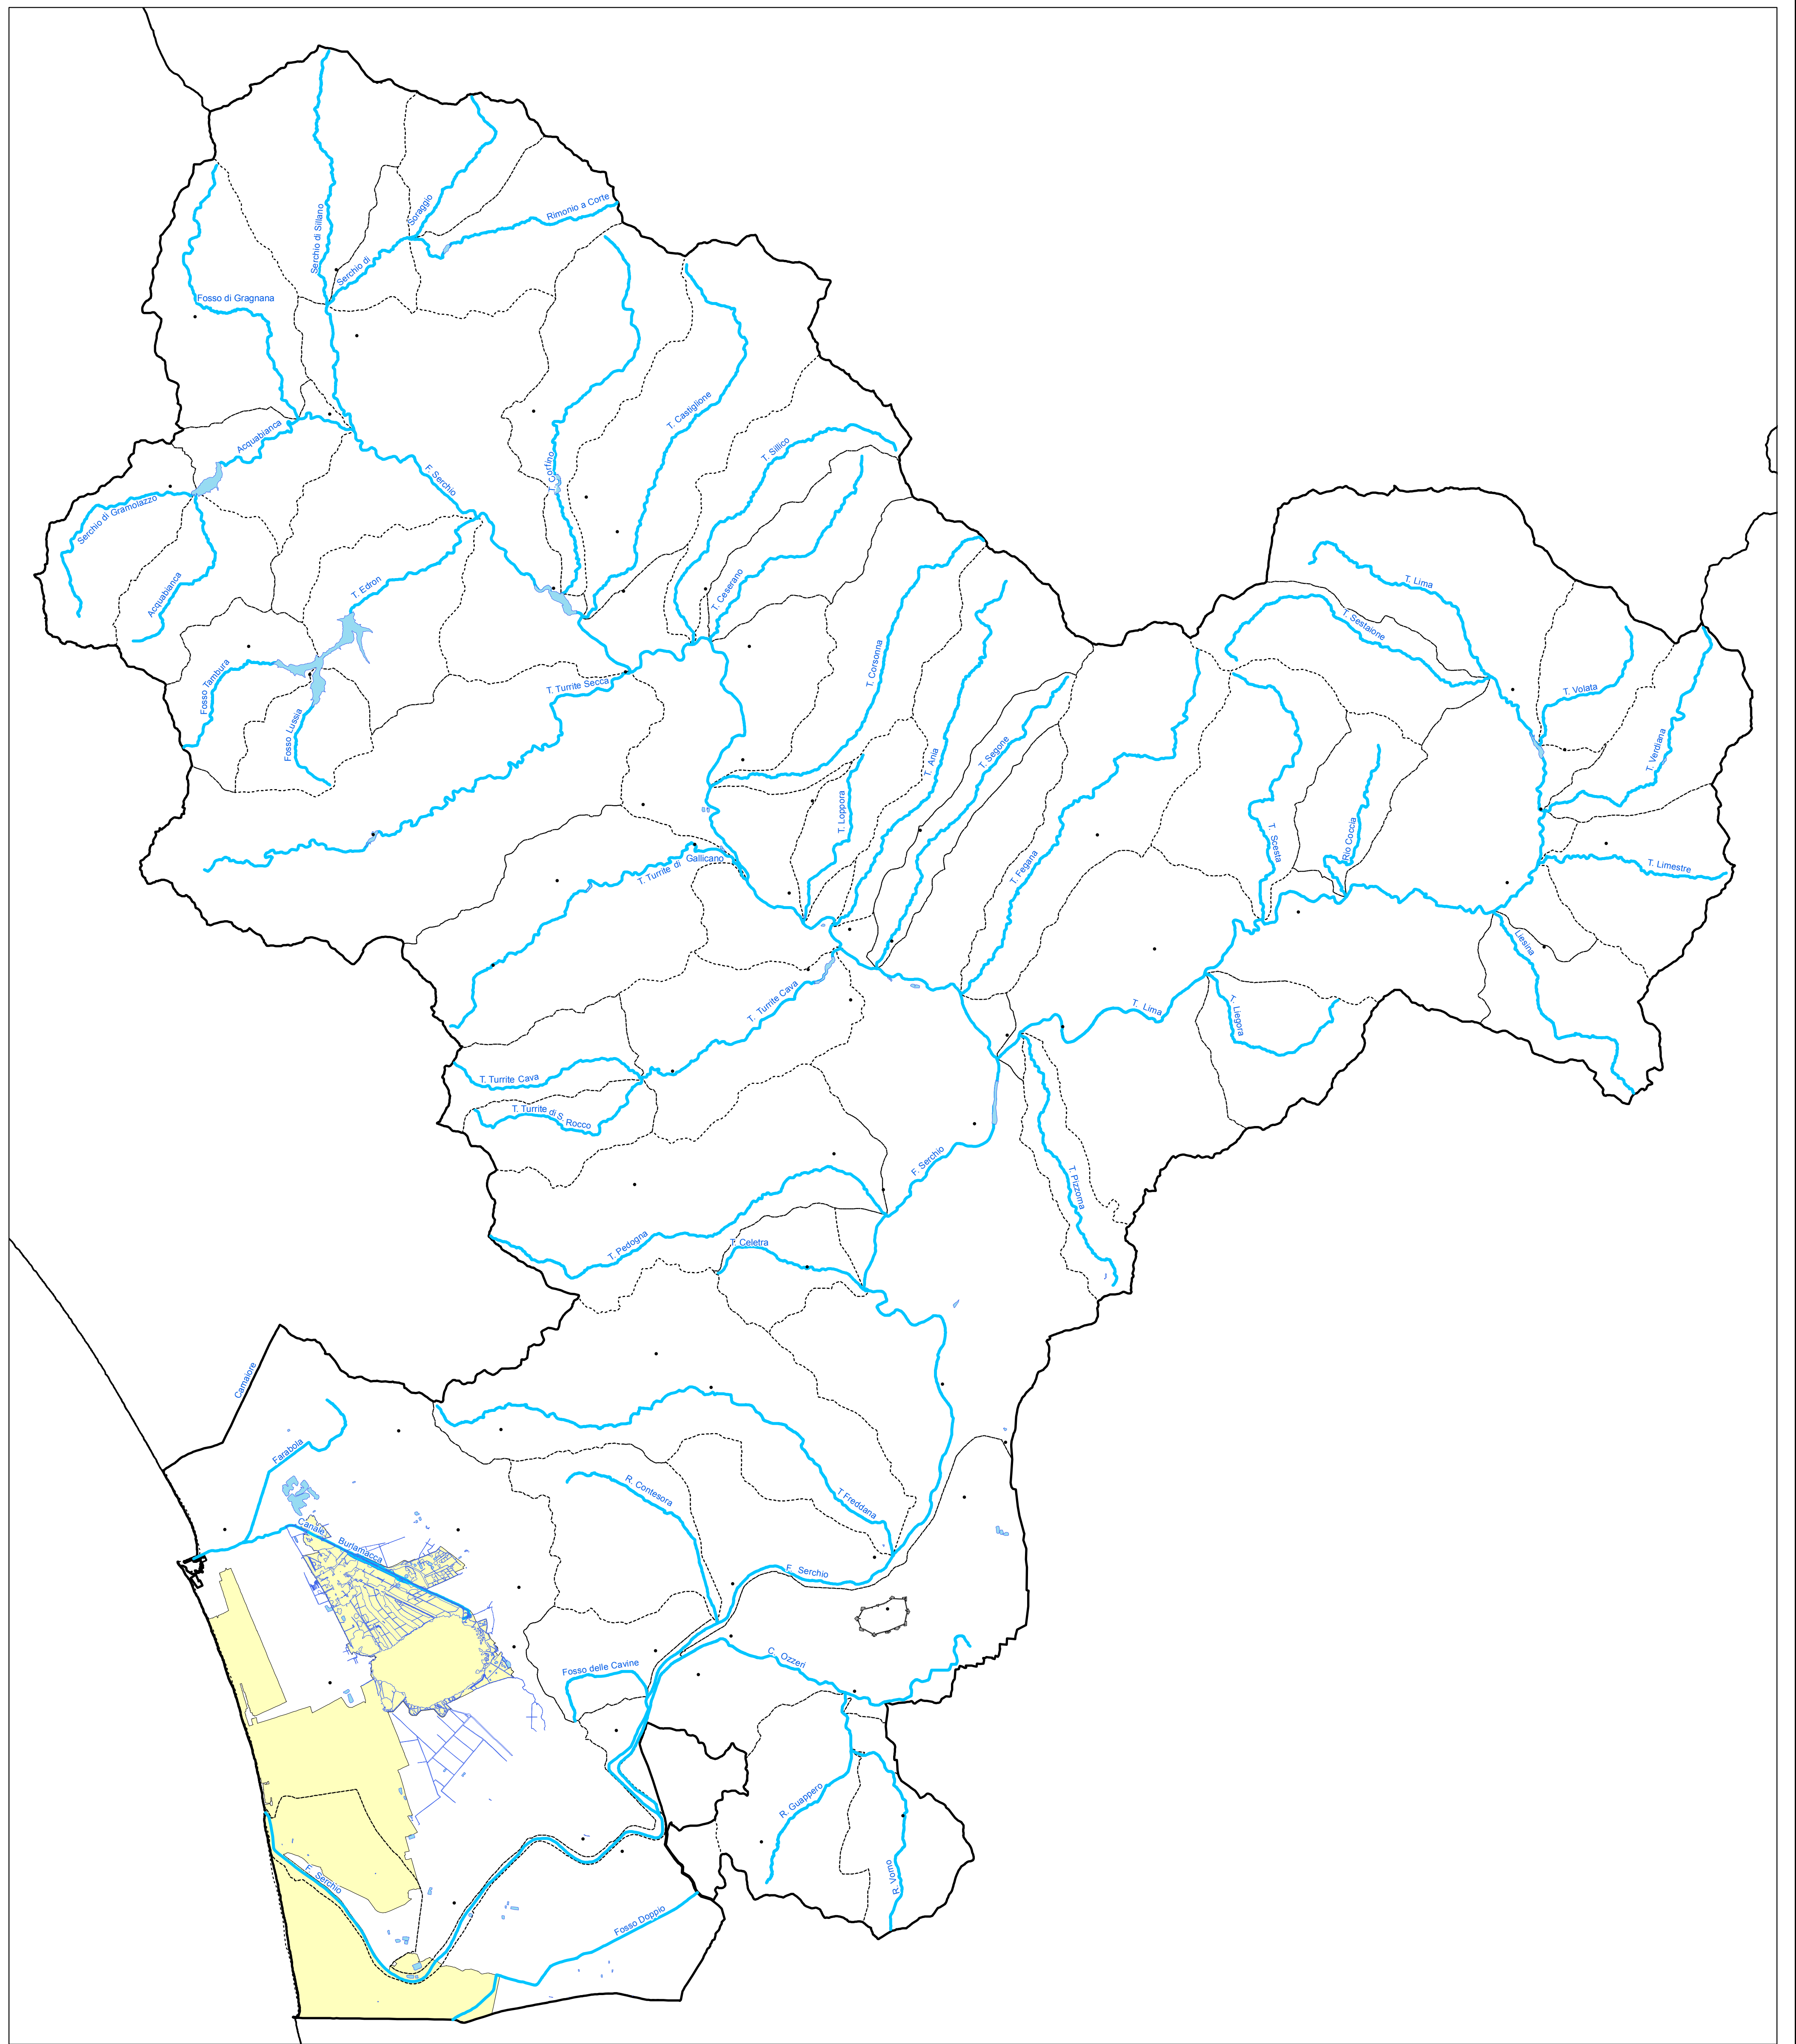 Serchio di Sillano
Soraggio
Rimonio a Corte
Serchio di
Fosso di Gragnana
T. Castiglione
Acquabianca
T. Sillico
T. Corfino
F. Serchio
Serchio di Gramolazzo
Acquabianca
T. Edron
T. Ceserano
T. Lima
T. Sestaione
Fosso Tambura
T. Turrite Secca
T. Corsonna
T. Volata
Fosso Lussia
T. Verdiana
T. Ania
T. Segone
T. Loppora
Rio Coccia
T. Scesta
T. Turrite di
Gallicano
T. Fegana
T. Limestre
Liesina
T. Turrite Cava
T. Lima
T. Liegora
T. Turrite Cava
T. Turrite di S. Rocco
F. Serchio
T. Pizzorna
T. Pedogna
T. Celetra
Camaiore
Farabola
R. Contesora
T Freddana
Canale
Burlamacca
F. Serchio
Fosso delle Cavine
C. Ozzeri
R. Guappero
R. Vorno
F. Serchio
Fosso Doppio